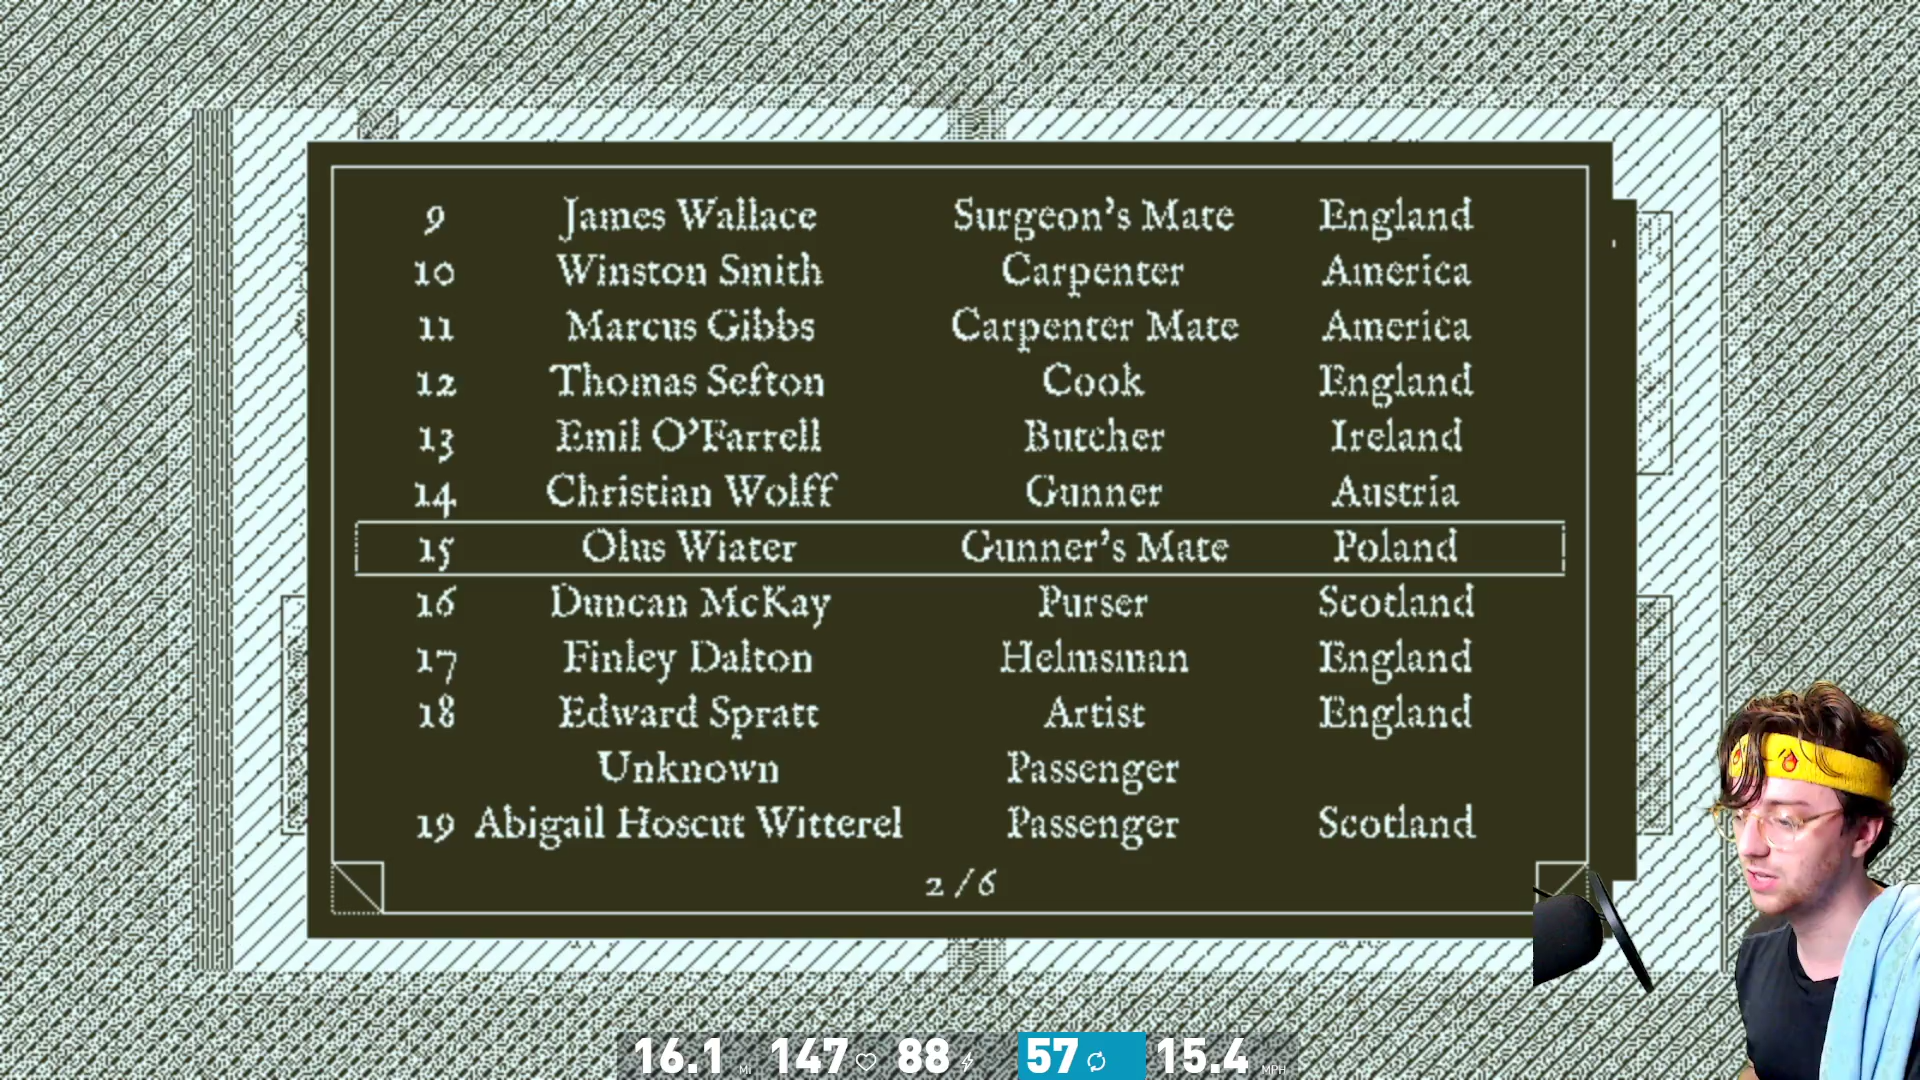 9 James Wallace Surgeon's Mate England
10 Winston Smith Carpenter America
11 Marcus Gibbs Carpenter Mate America
12 Thomas Sefton Cook England
13 Emil O'Farrell Butcher Ireland
14 Christian Wolff Gunner Austria
15 Olus Wiater Gunner's Mate Poland
16 Duncan McKay Purser Scotland
17 Finley Dalton Helmsman England
18 Edward Spratt Artist England
Unknown Passenger
19 Abigail Hoscut Witterel Passenger Scotland
2/6
16.1 MI 147 88 57 15.4 MPH